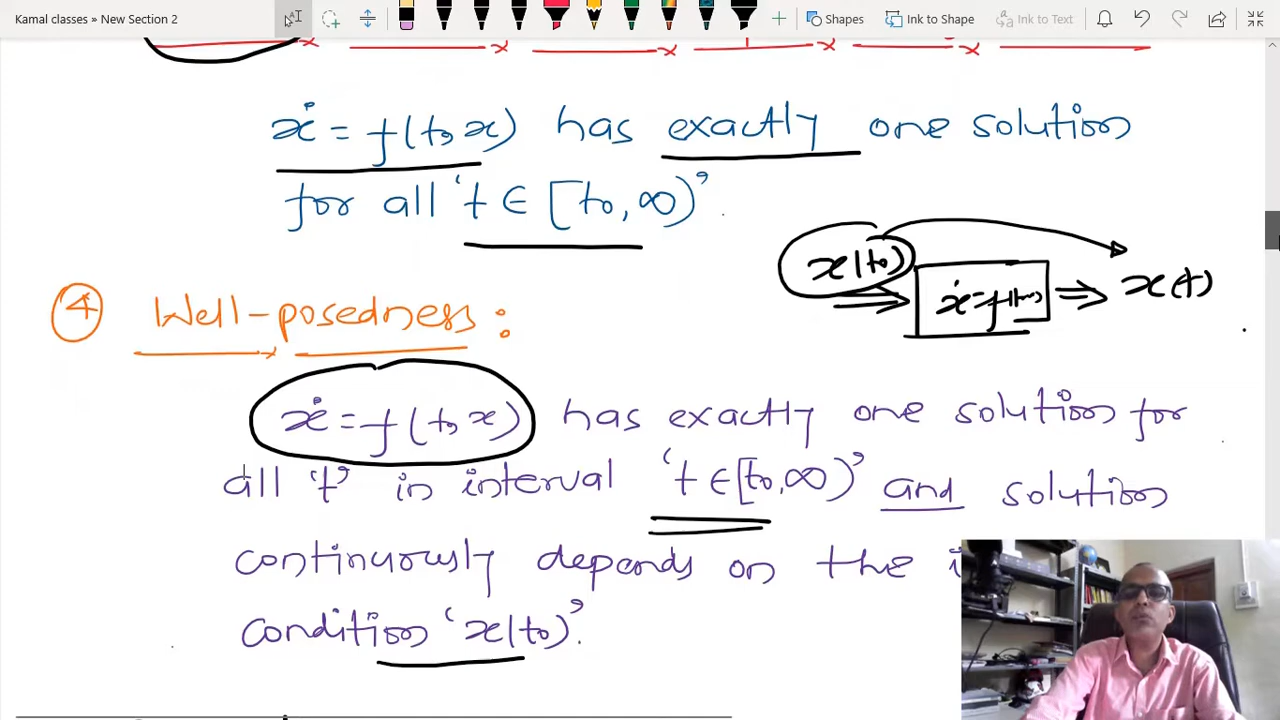 Kamal classes » New Section 2
Shapes
Ink to Shape
Ink to Text
ẋ = f(t, x) has exactly one solution
for all 't ∈ [t₀, ∞)'
x(t₀)
ẋ = f(t,x)
x(t)
④ Well-posedness :
ẋ = f(t, x) has exactly one solution for
all 't' in interval 't ∈ [t₀, ∞)' and solution
continuously depends on the
condition 'x(t₀)'.